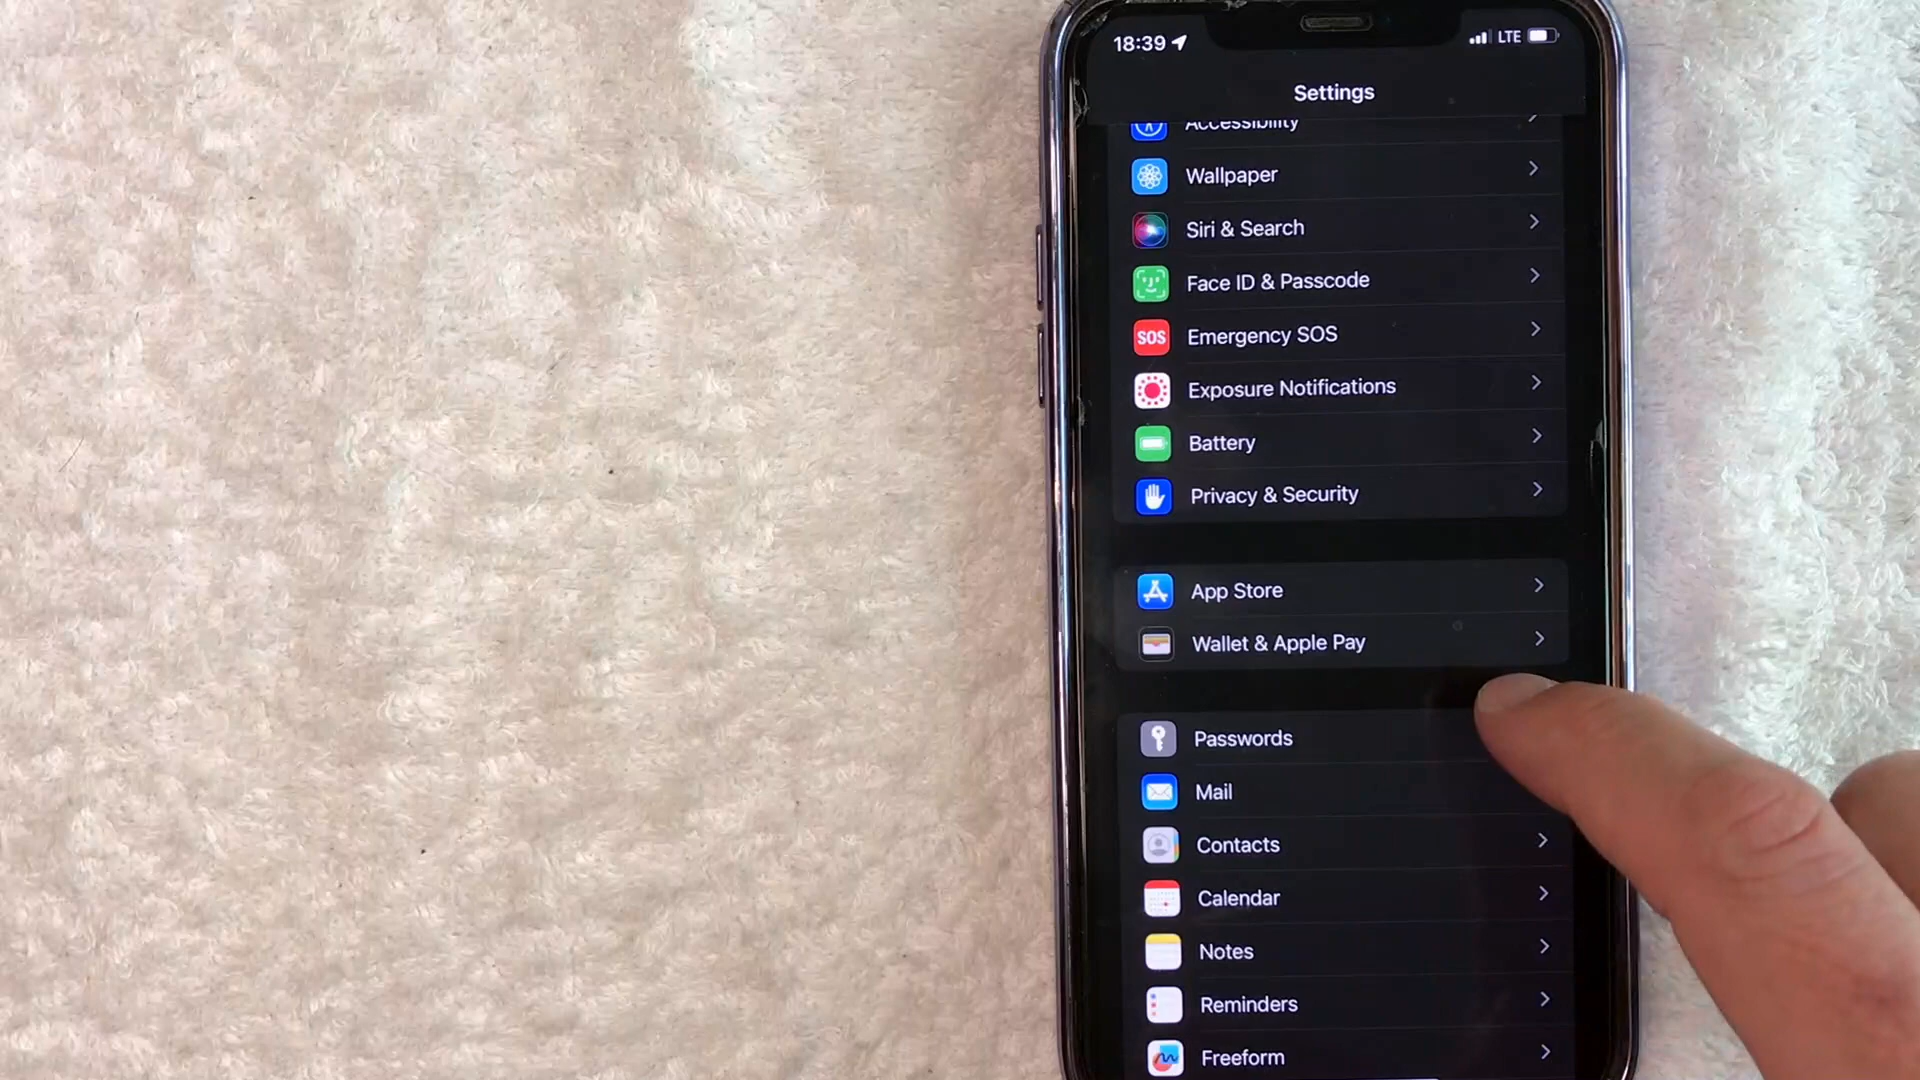 18:39 LTE
Settings
Accessibility
Wallpaper
Siri & Search
Face ID & Passcode
SOS Emergency SOS
Exposure Notifications
Battery
Privacy & Security
App Store
Wallet & Apple Pay
Passwords
Mail
Contacts
Calendar
Notes
Reminders
Freeform